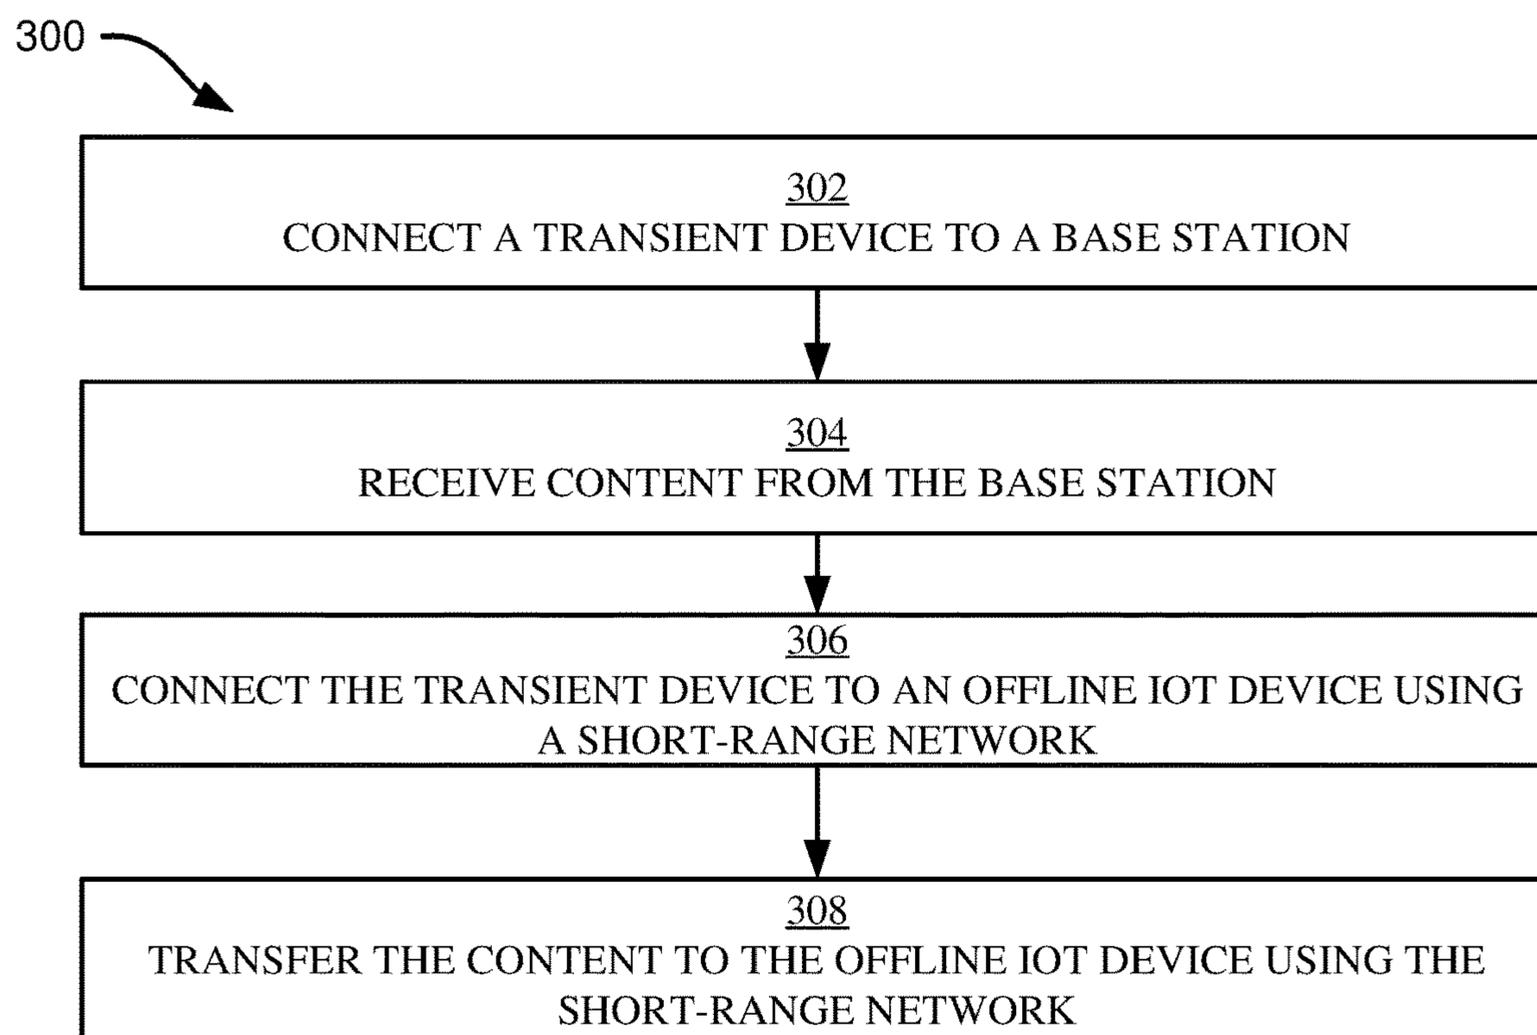 300
302
CONNECT A TRANSIENT DEVICE TO A BASE STATION
304
RECEIVE CONTENT FROM THE BASE STATION
306
CONNECT THE TRANSIENT DEVICE TO AN OFFLINE IOT DEVICE USING
A SHORT-RANGE NETWORK
308
TRANSFER THE CONTENT TO THE OFFLINE IOT DEVICE USING THE
SHORT-RANGE NETWORK